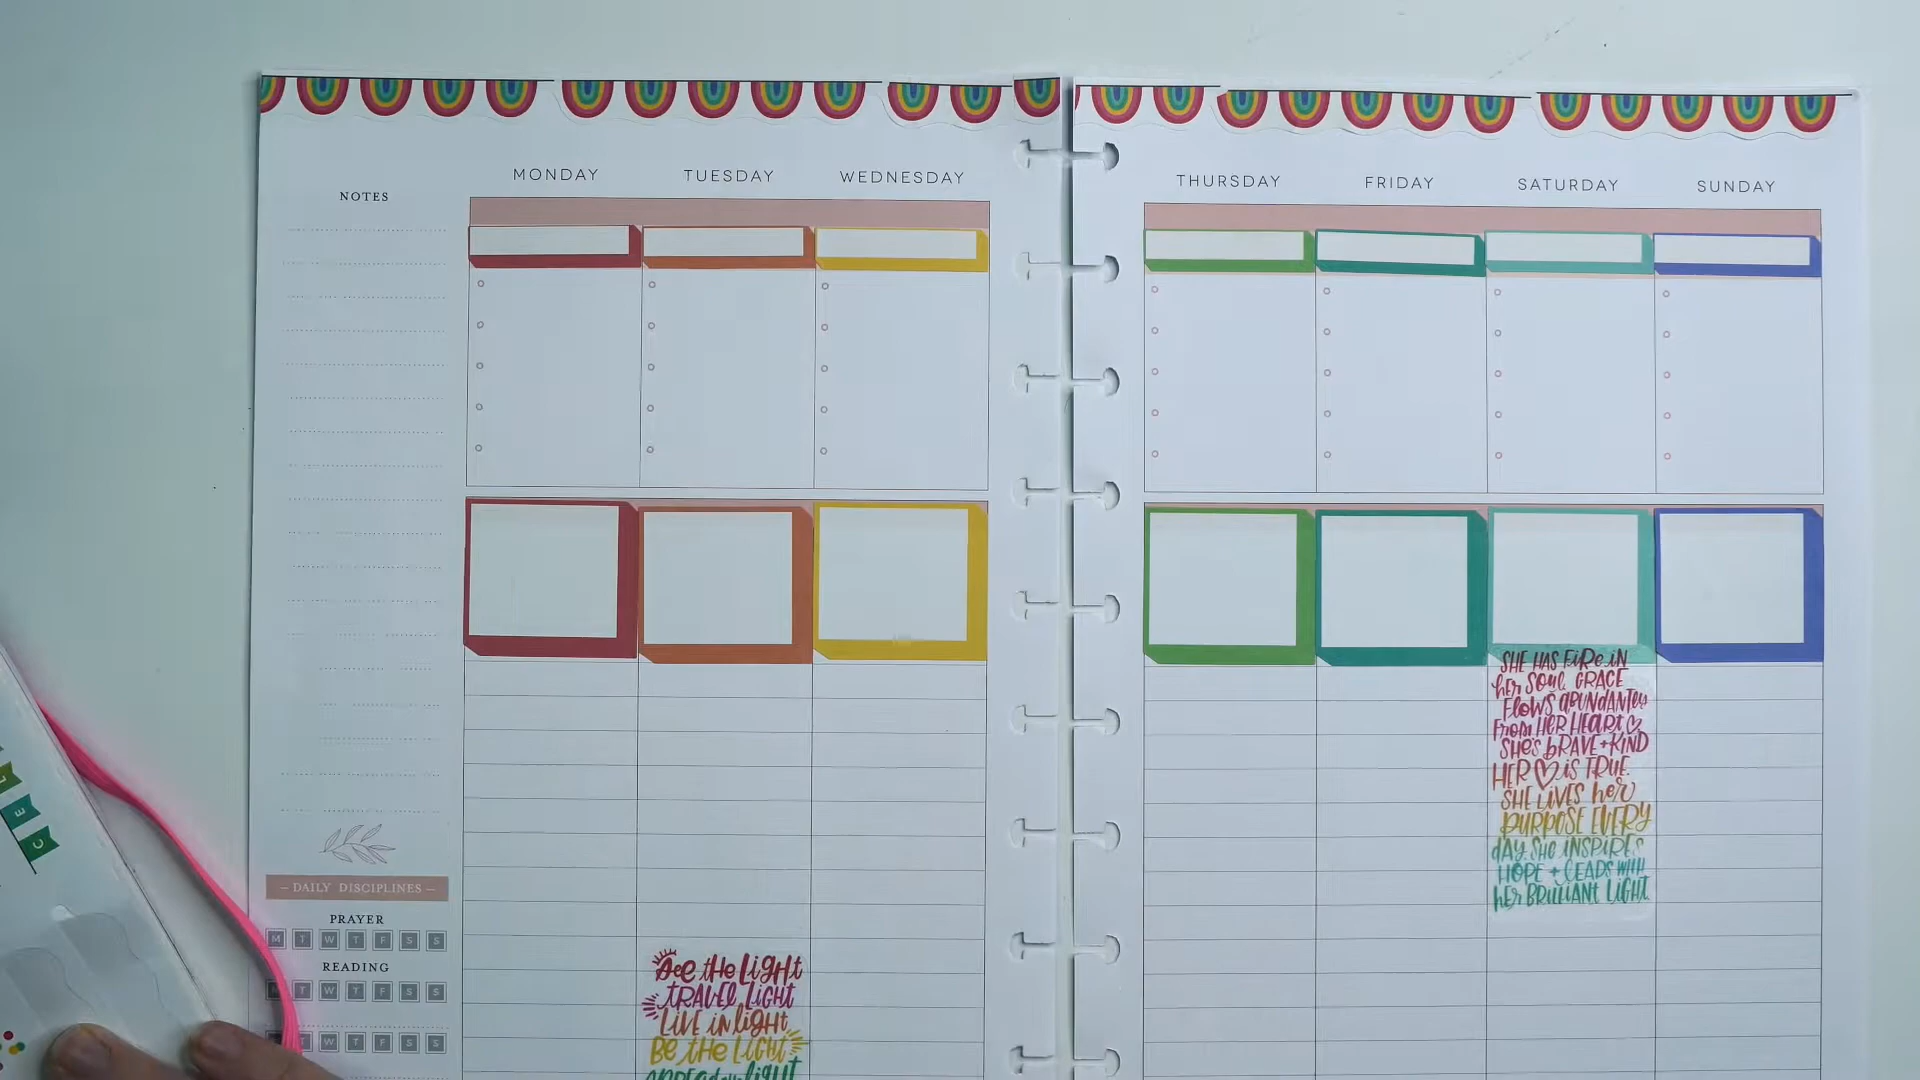 MONDAY
TUESDAY
WEDNESDAY
THURSDAY
FRIDAY
SATURDAY
SUNDAY
NOTES
SHE HAS FiRe iN
her SOUL GRACE
FLOWS ABUNDANTLY
From HER HEART
SHe's bRAVE + KIND
HER is TRUE.
SHE LiVES her
PURPOSE EVERY
day. SHe INSPIRES
HOPE + LEADS WITH
her BRILLIANT LIGHT.
– DAILY DISCIPLINES –
PRAYER
M T W T F S S
READING
M T W T F S S
T W T F S S
See tHe LiGHT
TRAVEL LIGHT
LiVE in light
Be tHe LiGHT
light
L
E
C